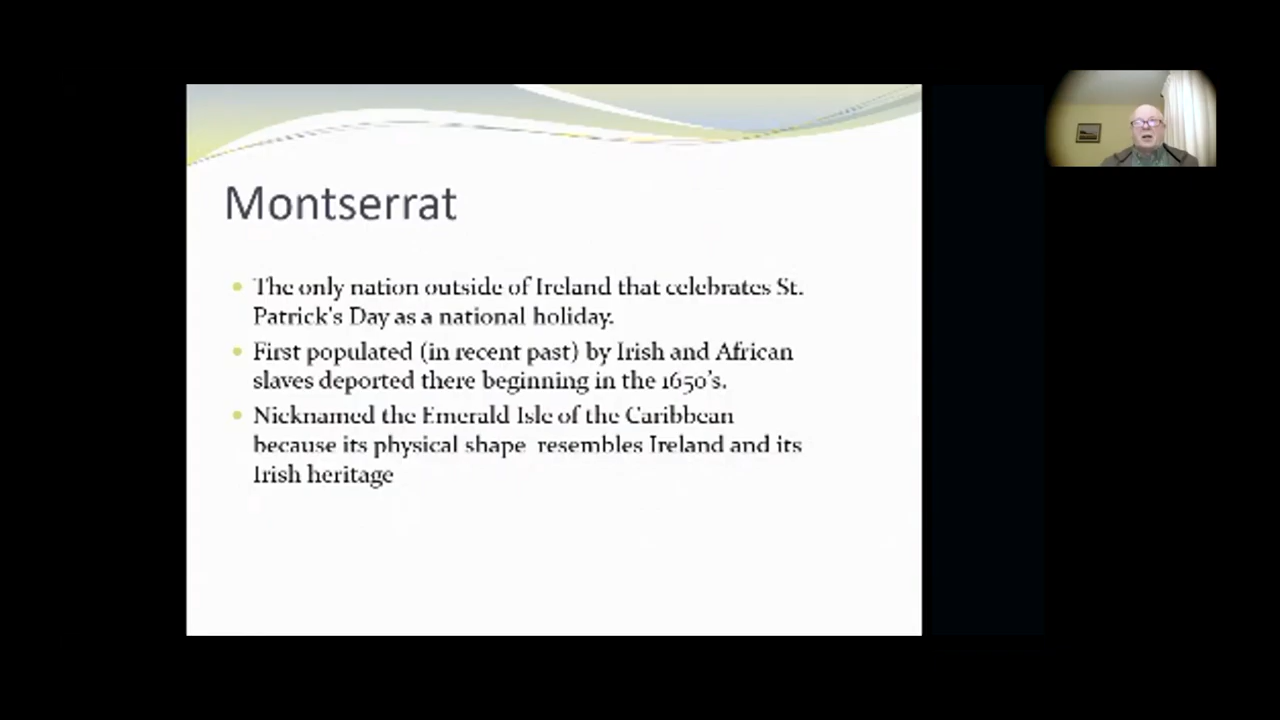 Montserrat
The only nation outside of Ireland that celebrates St.
Patrick's Day as a national holiday.
First populated (in recent past) by Irish and African
slaves deported there beginning in the 1650's.
Nicknamed the Emerald Isle of the Caribbean
because its physical shape resembles Ireland and its
Irish heritage